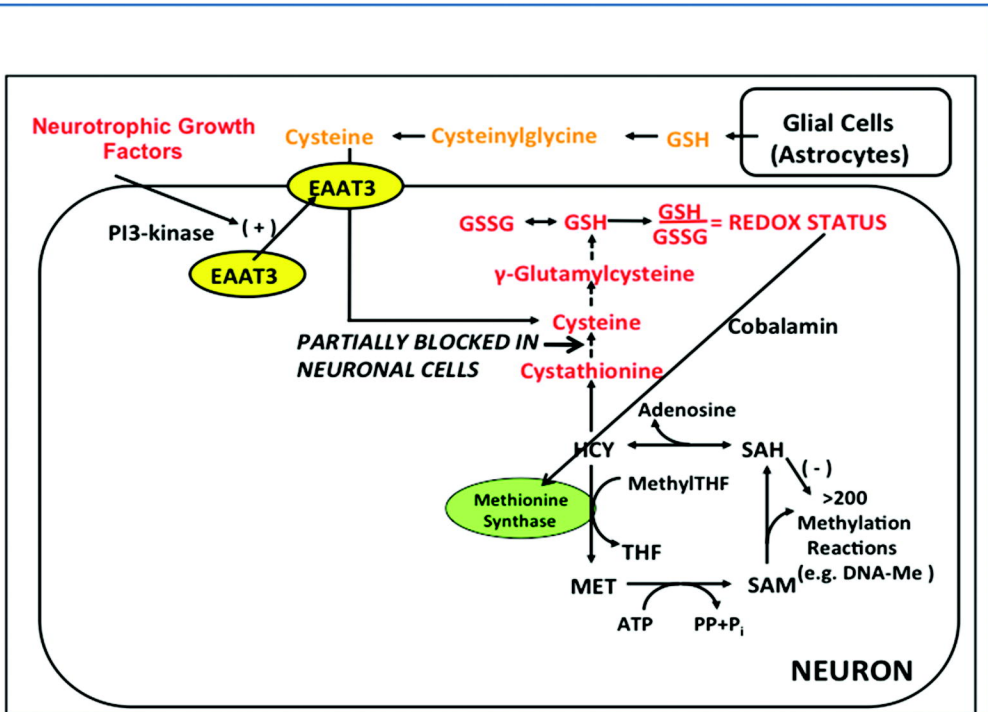 Neurotrophic Growth
Factors
Cysteine
Cysteinylglycine
GSH
Glial Cells
(Astrocytes)
EAAT3
PI3-kinase
( + )
EAAT3
GSSG
GSH
GSH
GSSG
= REDOX STATUS
γ-Glutamylcysteine
Cysteine
PARTIALLY BLOCKED IN
NEURONAL CELLS
Cystathionine
Cobalamin
Adenosine
HCY
SAH
( - )
>200
Methylation
Reactions
(e.g. DNA-Me )
Methionine
Synthase
MethylTHF
THF
MET
SAM
ATP
PP+Pi
NEURON